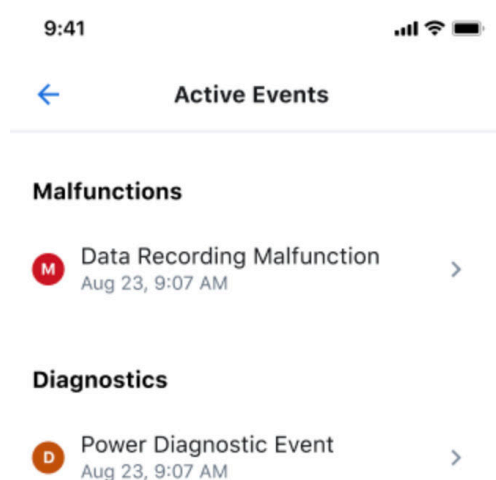 9:41
Active Events
Malfunctions
M
Data Recording Malfunction
Aug 23, 9:07 AM
Diagnostics
D
Power Diagnostic Event
Aug 23, 9:07 AM